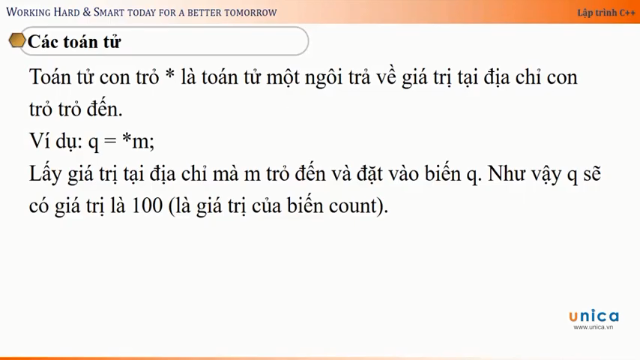 WORKING HARD & SMART TODAY FOR A BETTER TOMORROW
Lập trình C++
Các toán tử
Toán tử con trỏ * là toán tử một ngôi trả về giá trị tại địa chỉ con
trỏ trỏ đến.
Ví dụ: q = *m;
Lấy giá trị tại địa chỉ mà m trỏ đến và đặt vào biến q. Như vậy q sẽ
có giá trị là 100 (là giá trị của biến count).
unica
www.unica.vn